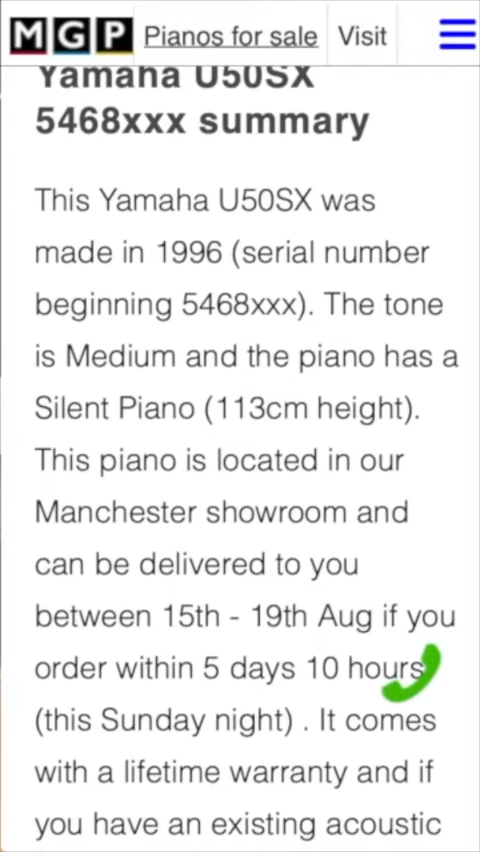 MGP Pianos for sale Visit
Yamaha U50SX
5468xxx summary
This Yamaha U50SX was
made in 1996 (serial number
beginning 5468xxx). The tone
is Medium and the piano has a
Silent Piano (113cm height).
This piano is located in our
Manchester showroom and
can be delivered to you
between 15th - 19th Aug if you
order within 5 days 10 hours
(this Sunday night) . It comes
with a lifetime warranty and if
you have an existing acoustic